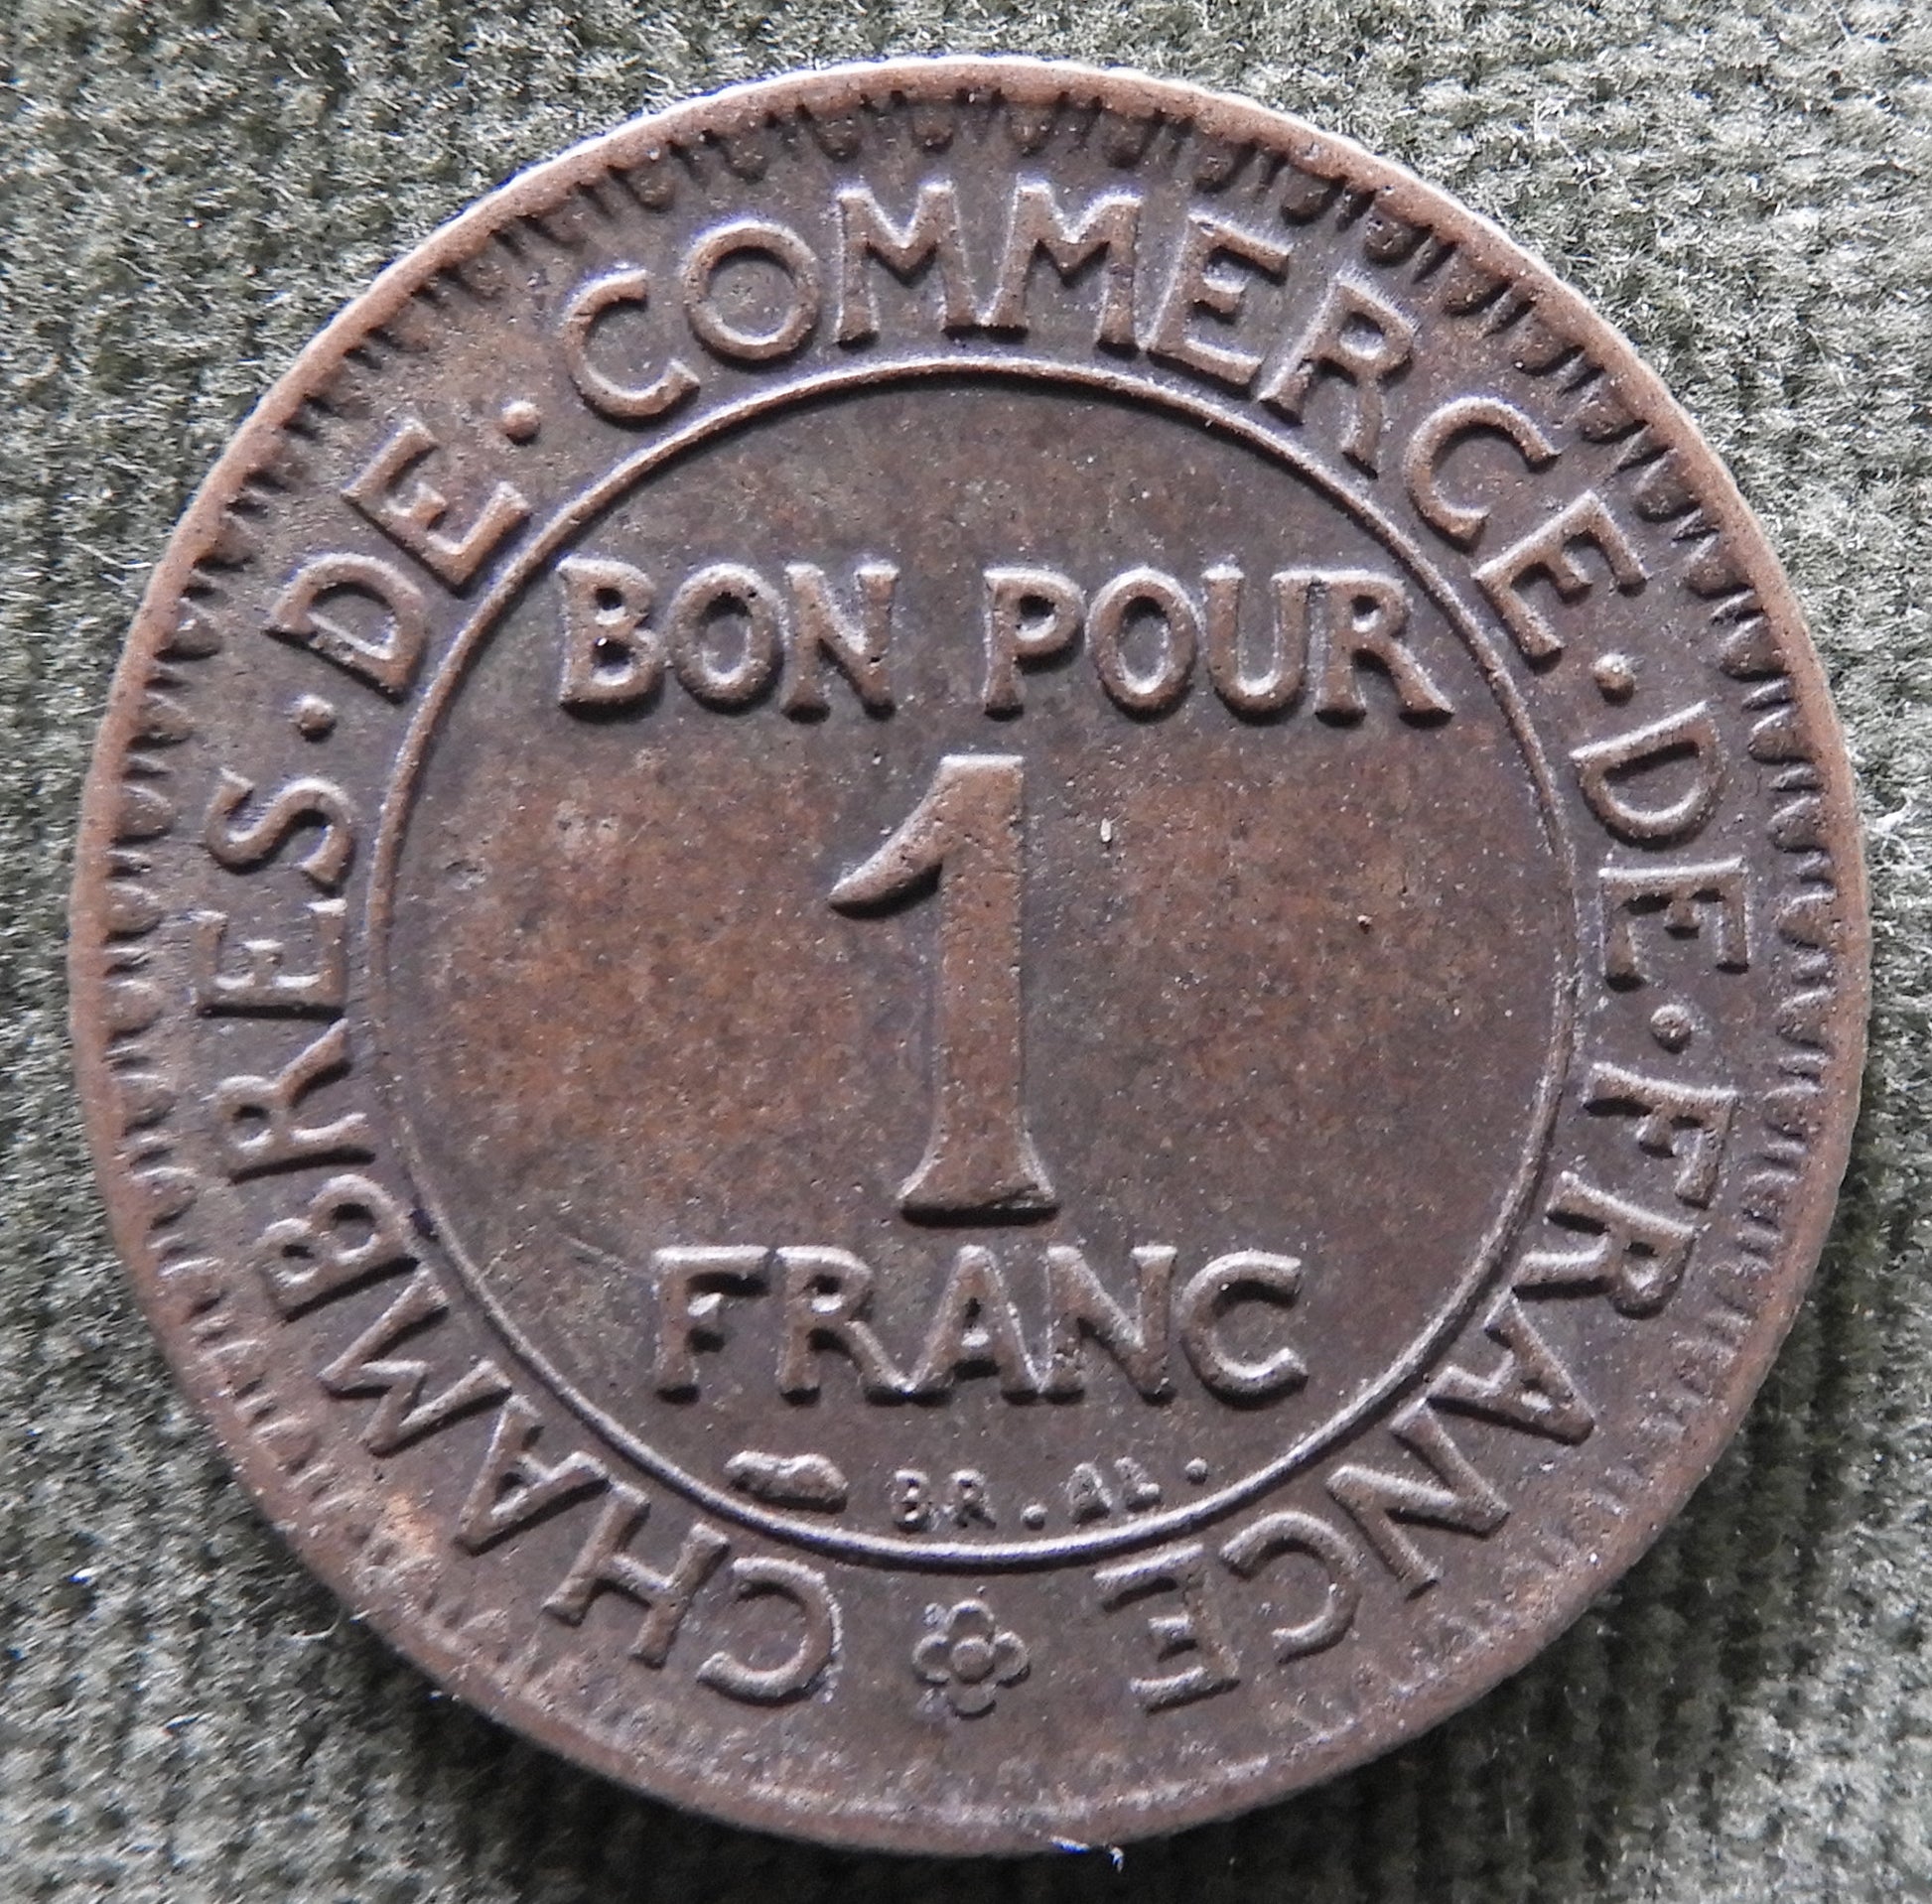 CHAMBRES·DE·COMMERCE·DE·FRANCE
BON POUR
1
FRANC
BR.AL.